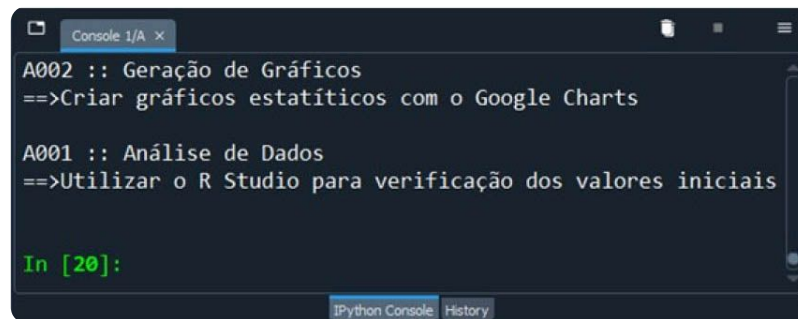 Console 1/A ×
A002 :: Geração de Gráficos
==>Criar gráficos estatíticos com o Google Charts
A001 :: Análise de Dados
==>Utilizar o R Studio para verificação dos valores iniciais
In [20]:
IPython Console History